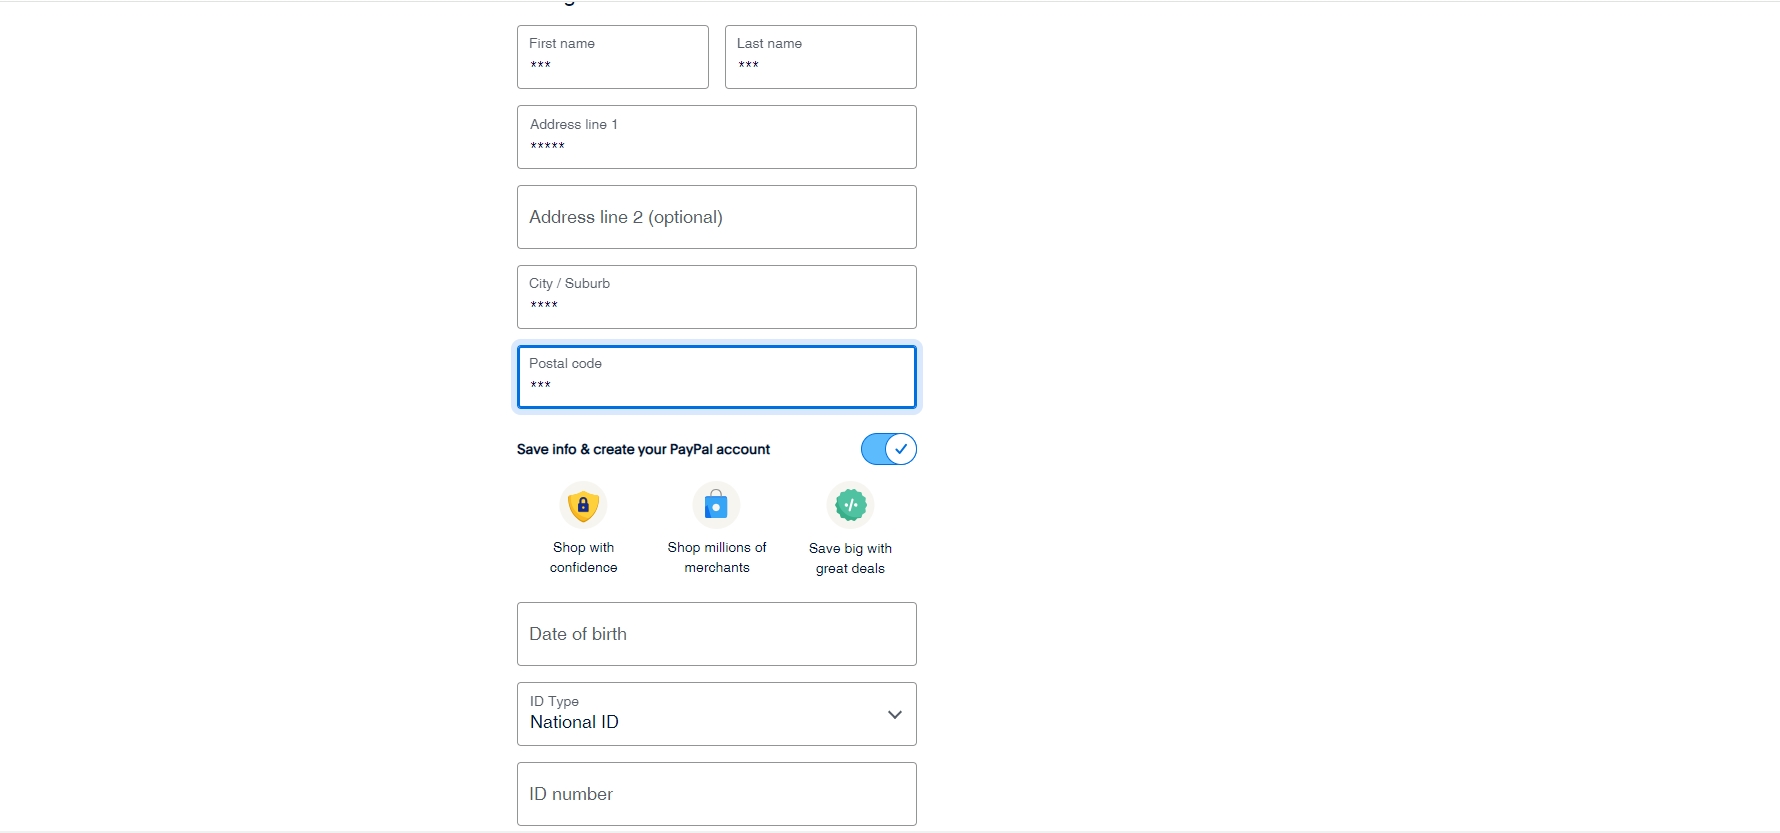 First name
***
Last name
***
Address line 1
*****
Address line 2 (optional)
City / Suburb
****
Postal code
***
Save info & create your PayPal account
Shop with
confidence
Shop millions of
merchants
Save big with
great deals
Date of birth
ID Type
National ID
ID number